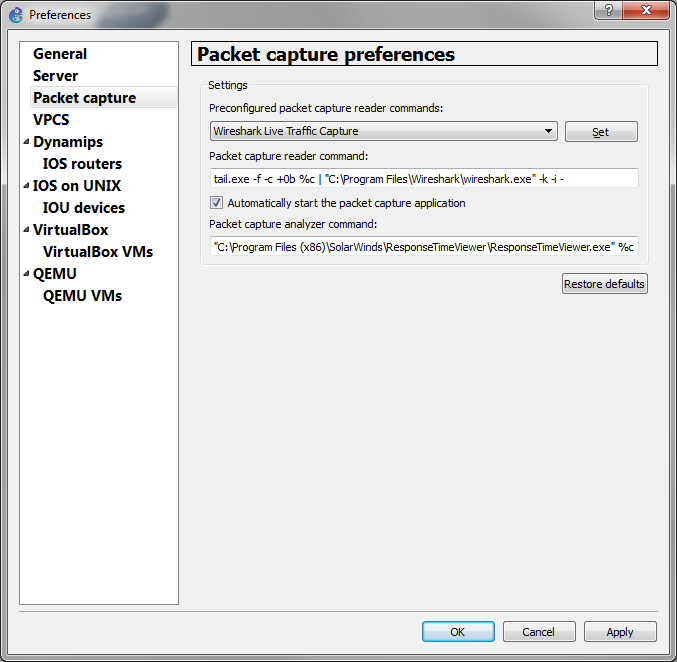 Preferences
General
Server
Packet capture
VPCS
Dynamips
IOS routers
IOS on UNIX
IOU devices
VirtualBox
VirtualBox VMs
QEMU
QEMU VMs
Packet capture preferences
Settings
Preconfigured packet capture reader commands:
Wireshark Live Traffic Capture
Set
Packet capture reader command:
tail.exe -f -c +0b %c | "C:\Program Files\Wireshark\wireshark.exe" -k -i -
Automatically start the packet capture application
Packet capture analyzer command:
"C:\Program Files (x86)\SolarWinds\ResponseTimeViewer\ResponseTimeViewer.exe" %c
Restore defaults
OK
Cancel
Apply